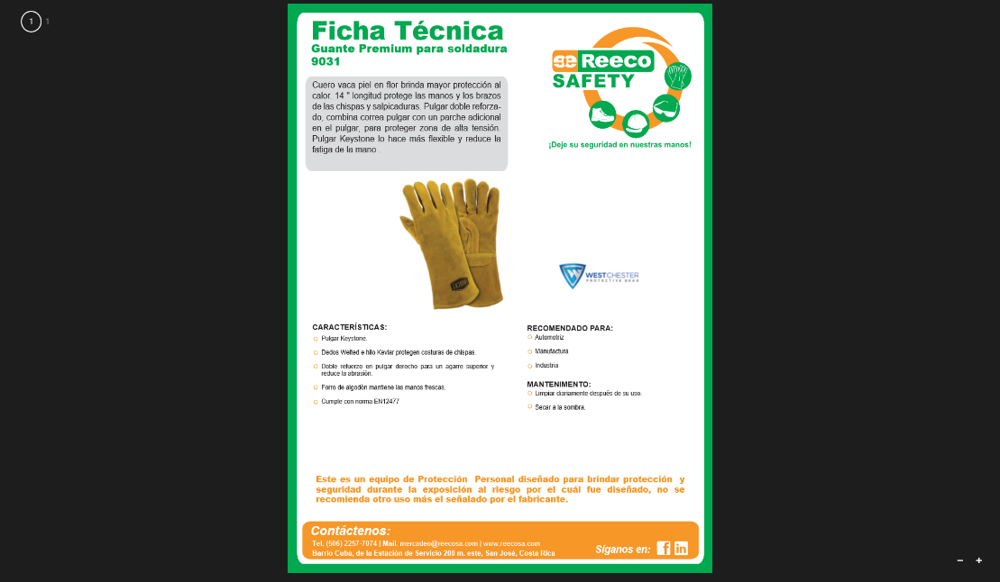 1 1
Ficha Técnica
Guante Premium para soldadura
9031
Cuero vaca piel en flor brinda mayor protección al
calor. 14 " longitud protege las manos y los brazos
de las chispas y salpicaduras. Pulgar doble reforza-
do, combina correa pulgar con un parche adicional
en el pulgar, para proteger zona de alta tensión.
Pulgar Keystone lo hace más flexible y reduce la
fatiga de la mano .
Reeco
SAFETY
¡Deje su seguridad en nuestras manos!
WESTCHESTER
PROTECTIVE GEAR
CARACTERÍSTICAS:
Pulgar Keystone.
Dedos Welted e hilo Kevlar protegen costuras de chispas.
Doble refuerzo en pulgar derecho para un agarre superior y
reduce la abrasión.
Forro de algodón mantiene las manos frescas.
Cumple con norma EN12477
RECOMENDADO PARA:
Automotriz
Manufactura
Industria
MANTENIMENTO:
Limpiar diariamente después de su uso.
Secar a la sombra.
Este es un equipo de Protección Personal diseñado para brindar protección y
seguridad durante la exposición al riesgo por el cuál fue diseñado, no se
recomienda otro uso más el señalado por el fabricante.
Contáctenos:
Tel. (506) 2257-7074 | Mail. mercadeo@reecosa.com | www.reecosa.com
Barrio Cuba, de la Estación de Servicio 200 m. este, San José, Costa Rica
Síganos en: